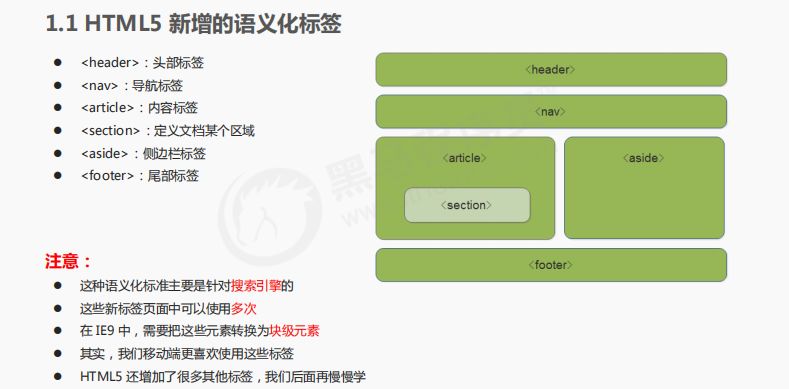 1.1 HTML5 新增的语义化标签
<header>：头部标签
<nav>：导航标签
<article>：内容标签
<section>：定义文档某个区域
<aside>：侧边栏标签
<footer>：尾部标签
<header>
<nav>
<article>
<aside>
<section>
<footer>
注意：
这种语义化标准主要是针对搜索引擎的
这些新标签页面中可以使用多次
在 IE9 中，需要把这些元素转换为块级元素
其实，我们移动端更喜欢使用这些标签
HTML5 还增加了很多其他标签，我们后面再慢慢学